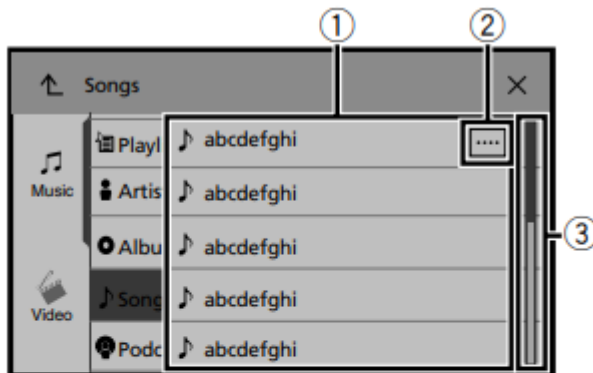 1 2
Songs ×
Music
Video
Playl
Artis
Albu
Song
Podc
abcdefghi ....
abcdefghi
abcdefghi
abcdefghi
abcdefghi
3